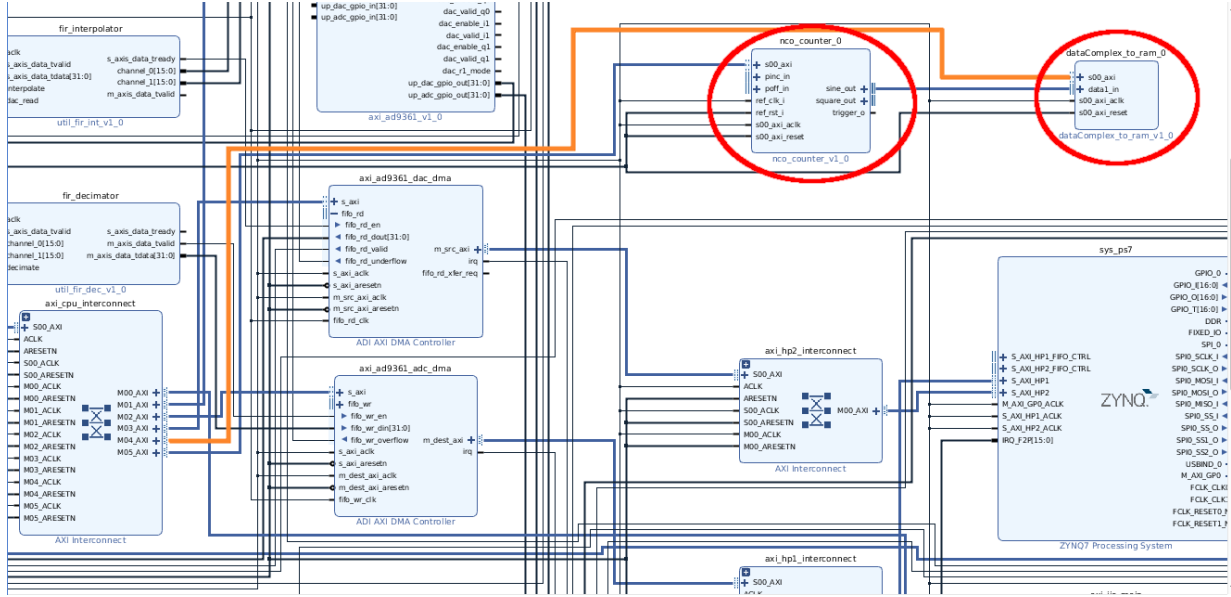 fir_interpolator
aclk
s_axis_data_tvalid
s_axis_data_tdata[31:0]
interpolate
dac_read
s_axis_data_tready
channel_0[15:0]
channel_1[15:0]
m_axis_data_tvalid
util_fir_int_v1_0
up_dac_gpio_in[31:0]
up_adc_gpio_in[31:0]
dac_valid_q0
dac_enable_i1
dac_valid_i1
dac_enable_q1
dac_valid_q1
dac_r1_mode
up_dac_gpio_out[31:0]
up_adc_gpio_out[31:0]
axi_ad9361_v1_0
nco_counter_0
s00_axi
pinc_in
poff_in
ref_clk_i
ref_rst_i
s00_axi_aclk
s00_axi_reset
sine_out
square_out
trigger_o
nco_counter_v1_0
dataComplex_to_ram_0
s00_axi
data1_in
s00_axi_aclk
s00_axi_reset
dataComplex_to_ram_v1_0
fir_decimator
aclk
channel_0[15:0]
channel_1[15:0]
decimate
s_axis_data_tready
m_axis_data_tvalid
m_axis_data_tdata[31:0]
util_fir_dec_v1_0
axi_ad9361_dac_dma
s_axi
fifo_rd
fifo_rd_en
fifo_rd_dout[31:0]
fifo_rd_valid
fifo_rd_underflow
s_axi_aclk
s_axi_aresetn
m_src_axi_aclk
m_src_axi_aresetn
fifo_rd_clk
m_src_axi
irq
fifo_rd_xfer_req
ADI AXI DMA Controller
axi_cpu_interconnect
S00_AXI
ACLK
ARESETN
S00_ACLK
S00_ARESETN
M00_ACLK
M00_ARESETN
M01_ACLK
M01_ARESETN
M02_ACLK
M02_ARESETN
M03_ACLK
M03_ARESETN
M04_ACLK
M04_ARESETN
M05_ACLK
M05_ARESETN
M00_AXI
M01_AXI
M02_AXI
M03_AXI
M04_AXI
M05_AXI
AXI Interconnect
axi_ad9361_adc_dma
s_axi
fifo_wr
fifo_wr_en
fifo_wr_din[31:0]
fifo_wr_overflow
s_axi_aclk
s_axi_aresetn
m_dest_axi_aclk
m_dest_axi_aresetn
fifo_wr_clk
m_dest_axi
irq
ADI AXI DMA Controller
axi_hp2_interconnect
S00_AXI
ACLK
ARESETN
S00_ACLK
S00_ARESETN
M00_ACLK
M00_ARESETN
M00_AXI
AXI Interconnect
axi_hp1_interconnect
S00_AXI
sys_ps7
S_AXI_HP1_FIFO_CTRL
S_AXI_HP2_FIFO_CTRL
S_AXI_HP1
S_AXI_HP2
M_AXI_GP0_ACLK
S_AXI_HP1_ACLK
S_AXI_HP2_ACLK
IRQ_F2P[15:0]
ZYNQ
GPIO_0
GPIO_I[16:0]
GPIO_O[16:0]
GPIO_T[16:0]
DDR
FIXED_IO
SPI_0
SPI0_SCLK_I
SPI0_SCLK_O
SPI0_MOSI_I
SPI0_MOSI_O
SPI0_MISO_I
SPI0_SS_I
SPI0_SS_O
SPI0_SS1_O
SPI0_SS2_O
USBIND_0
M_AXI_GP0
FCLK_CLK
FCLK_CLK
FCLK_RESET0_
FCLK_RESET1_
ZYNQ7 Processing System